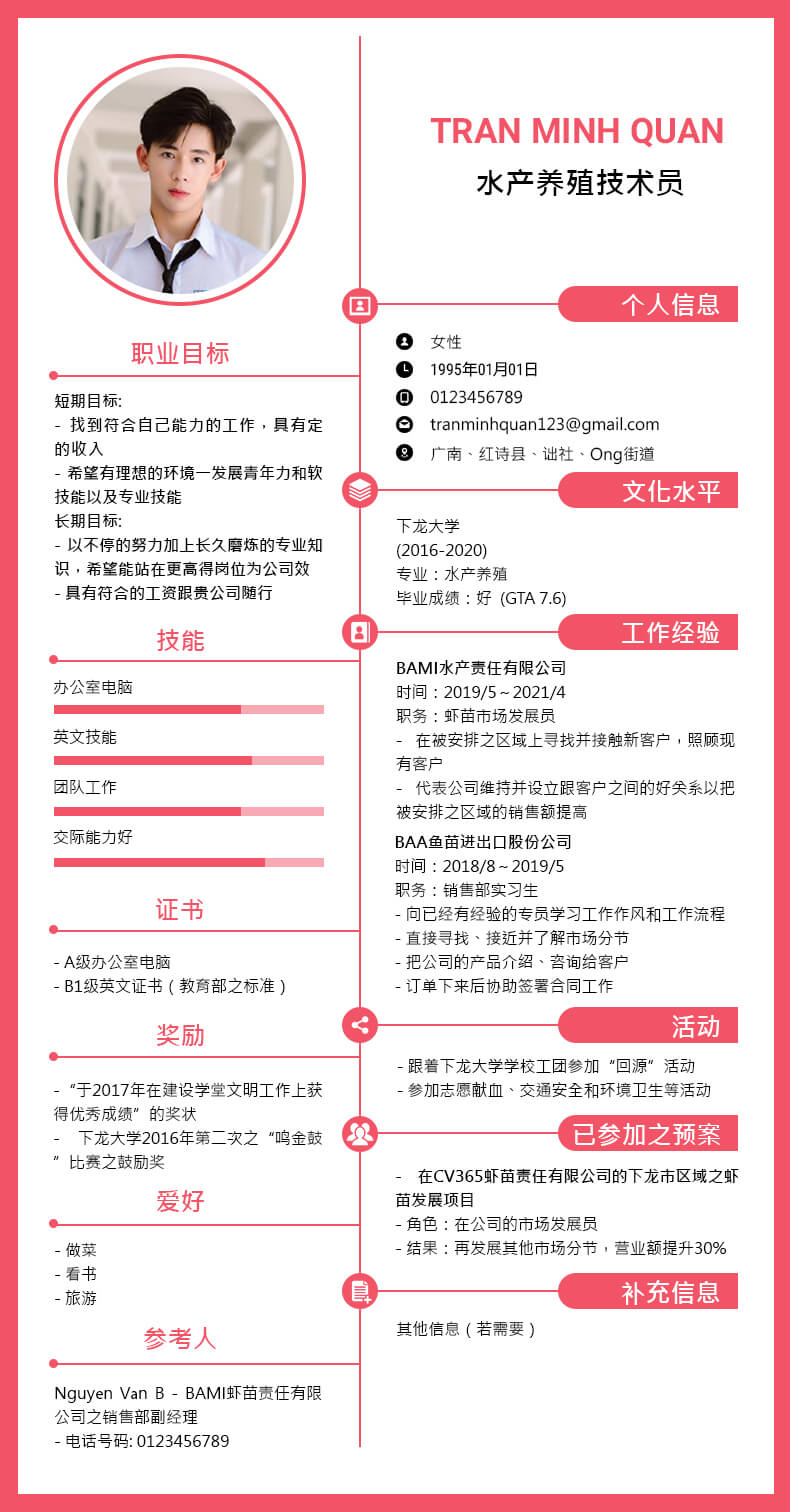 TRAN MINH QUAN
水产养殖技术员
职业目标
短期目标:
- 找到符合自己能力的工作，具有定
的收入
- 希望有理想的环境一发展青年力和软
技能以及专业技能
长期目标:
- 以不停的努力加上长久磨炼的专业知
识，希望能站在更高得岗位为公司效
- 具有符合的工资跟贵公司随行
技能
办公室电脑
英文技能
团队工作
交际能力好
证书
- A级办公室电脑
- B1级英文证书（教育部之标准）
奖励
- “于2017年在建设学堂文明工作上获
得优秀成绩”的奖状
- 下龙大学2016年第二次之“鸣金鼓
”比赛之鼓励奖
爱好
- 做菜
- 看书
- 旅游
参考人
Nguyen Van B - BAMI虾苗责任有限
公司之销售部副经理
- 电话号码: 0123456789
个人信息
女性
1995年01月01日
0123456789
tranminhquan123@gmail.com
广南、红诗县、诎社、Ong街道
文化水平
下龙大学
(2016-2020)
专业：水产养殖
毕业成绩：好 (GTA 7.6)
工作经验
BAMI水产责任有限公司
时间：2019/5～2021/4
职务：虾苗市场发展员
- 在被安排之区域上寻找并接触新客户，照顾现
有客户
- 代表公司维持并设立跟客户之间的好关系以把
被安排之区域的销售额提高
BAA鱼苗进出口股份公司
时间：2018/8～2019/5
职务：销售部实习生
- 向已经有经验的专员学习工作作风和工作流程
- 直接寻找、接近并了解市场分节
- 把公司的产品介绍、咨询给客户
- 订单下来后协助签署合同工作
活动
- 跟着下龙大学学校工团参加“回源”活动
- 参加志愿献血、交通安全和环境卫生等活动
已参加之预案
- 在CV365虾苗责任有限公司的下龙市区域之虾
苗发展项目
- 角色：在公司的市场发展员
- 结果：再发展其他市场分节，营业额提升30%
补充信息
其他信息（若需要）